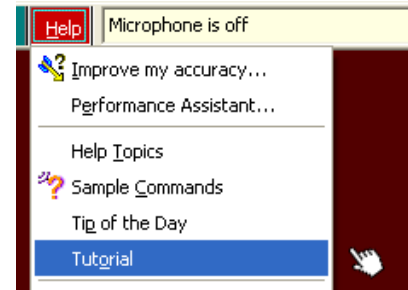 Help Microphone is off
Improve my accuracy...
Performance Assistant...
Help Topics
Sample Commands
Tip of the Day
Tutorial